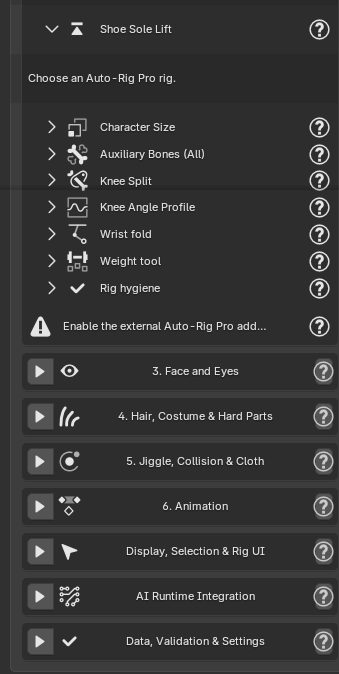 Shoe Sole Lift
Choose an Auto-Rig Pro rig.
Character Size
Auxiliary Bones (All)
Knee Split
Knee Angle Profile
Wrist fold
Weight tool
Rig hygiene
Enable the external Auto-Rig Pro add...
3. Face and Eyes
4. Hair, Costume & Hard Parts
5. Jiggle, Collision & Cloth
6. Animation
Display, Selection & Rig UI
AI Runtime Integration
Data, Validation & Settings